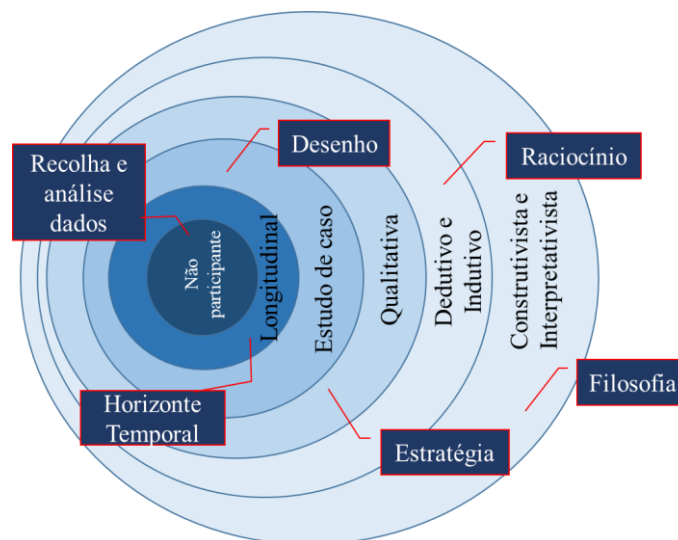 Desenho
Raciocínio
Recolha e
análise
dados
Não
participante
Longitudinal
Estudo de caso
Qualitativa
Dedutivo e
Indutivo
Construtivista e
Interpretativista
Horizonte
Temporal
Estratégia
Filosofia